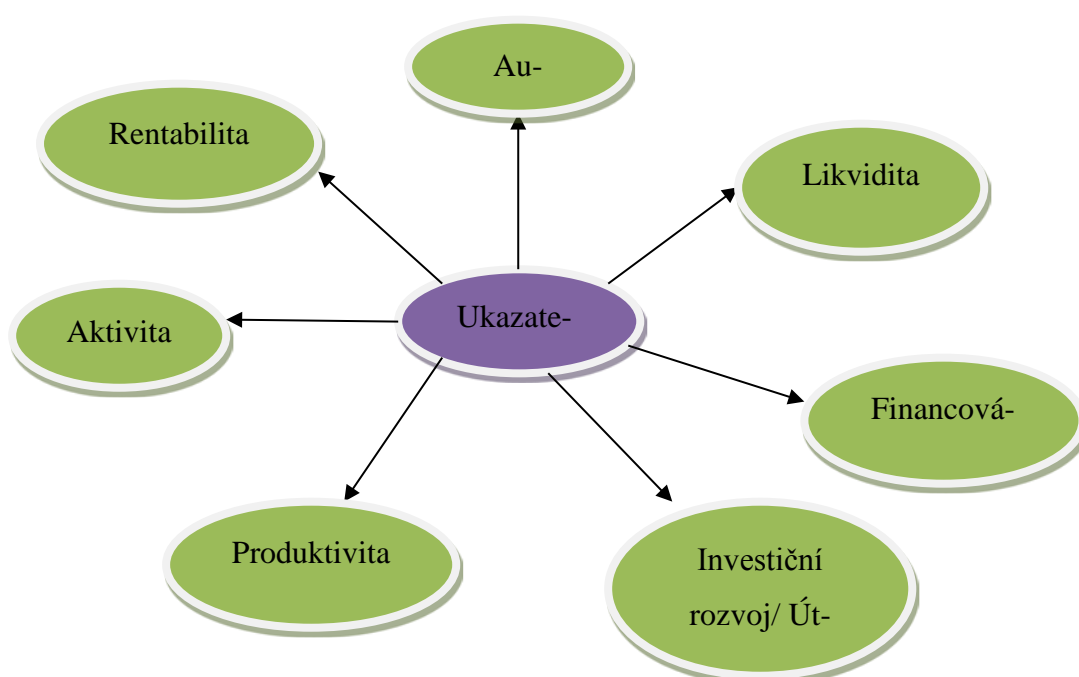 Au-
Rentabilita
Likvidita
Aktivita
Ukazate-
Financová-
Produktivita
Investiční
rozvoj/ Út-